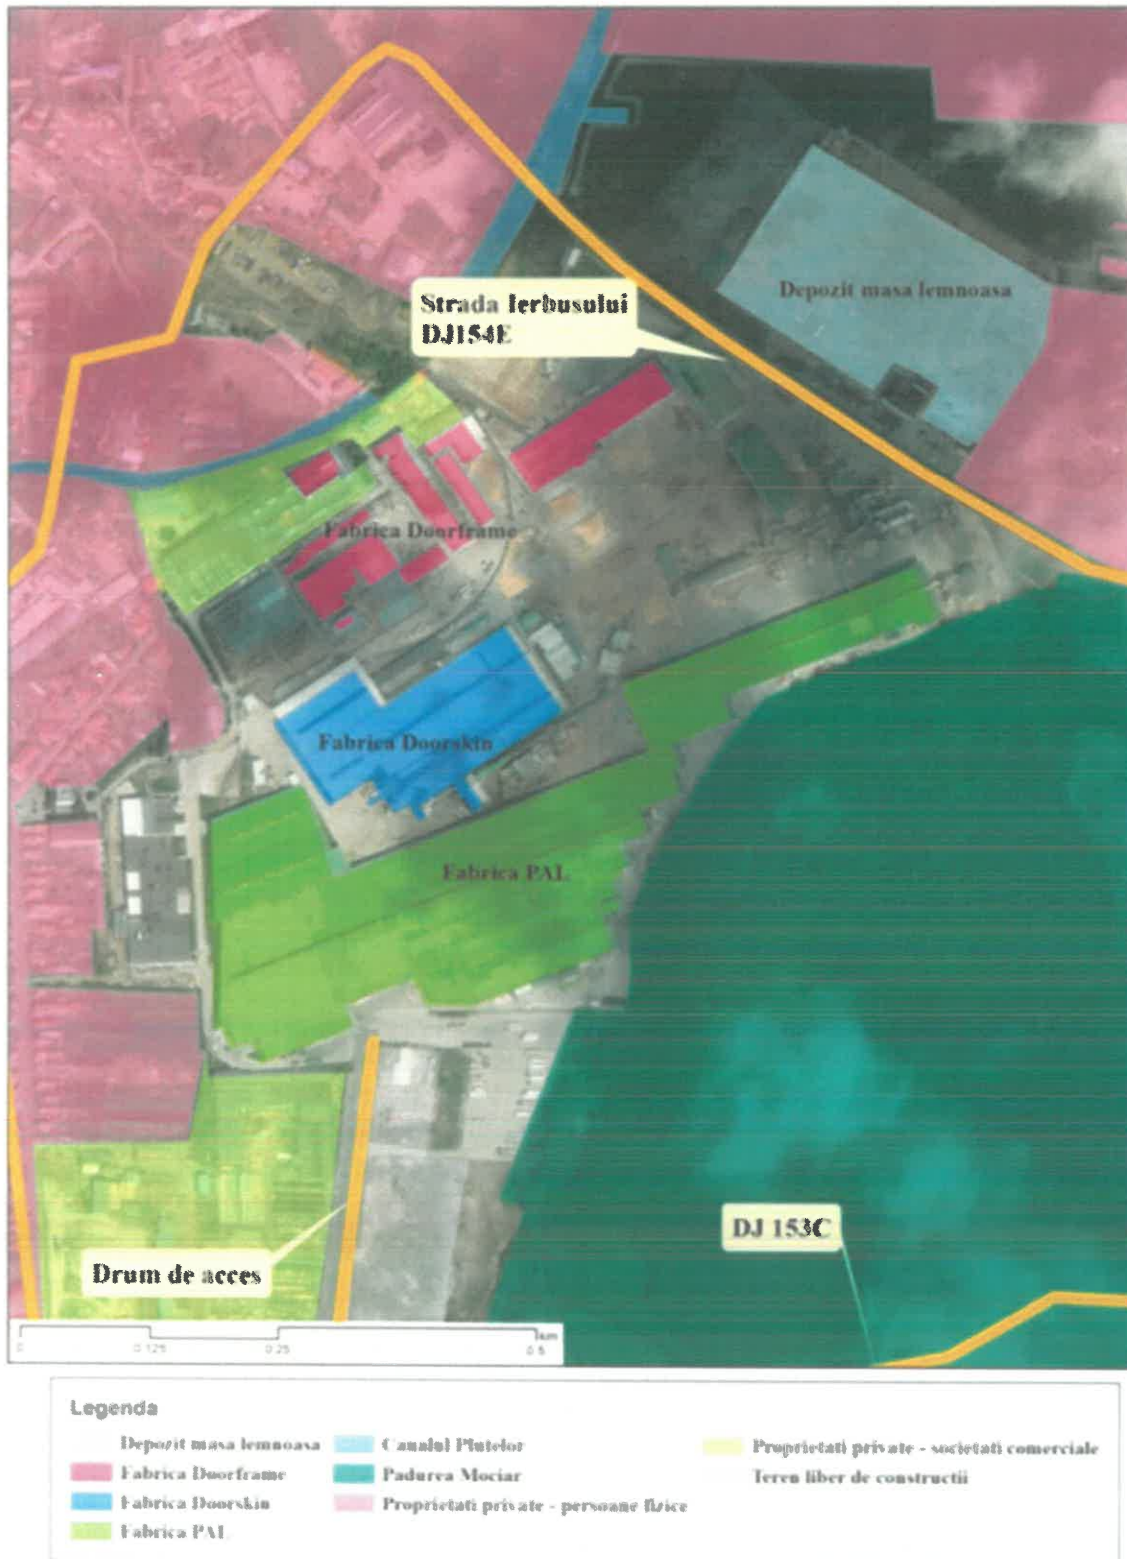 Strada Ierbusului
DJ154E
Depozit masa lemnoasa
Fabrica Doorframe
Fabrica Doorskin
Fabrica PAL
DJ 153C
Drum de acces
0 0.125 0.25 0.5
km
Legenda
Depozit masa lemnoasa
Fabrica Doorframe
Fabrica Doorskin
Fabrica PAL
Canalul Plutelor
Padurea Mociar
Proprietati private - persoane fizice
Proprietati private - societati comerciale
Teren liber de constructii